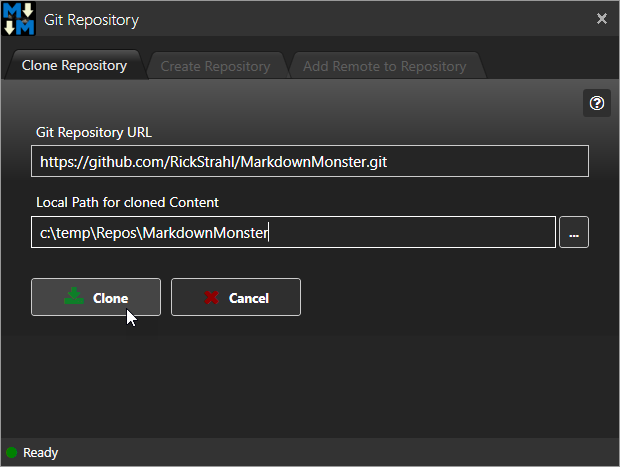 Git Repository
Clone Repository Create Repository Add Remote to Repository
Git Repository URL
https://github.com/RickStrahl/MarkdownMonster.git
Local Path for cloned Content
c:\temp\Repos\MarkdownMonster ...
Clone Cancel
Ready